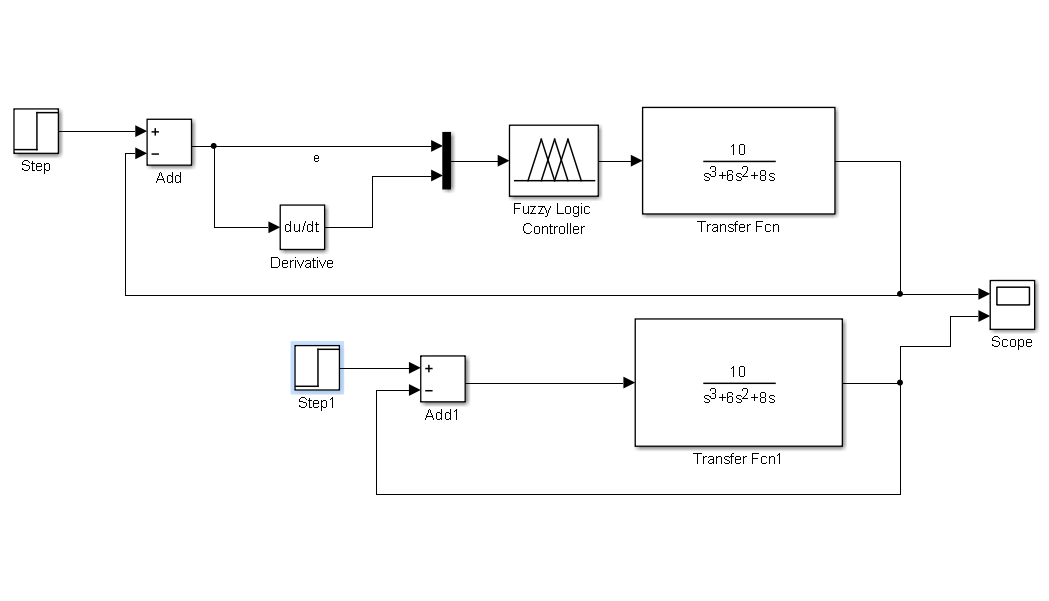 Step
+
−
Add
e
du/dt
Derivative
Fuzzy Logic
Controller
10
s³+6s²+8s
Transfer Fcn
Scope
Step1
+
−
Add1
10
s³+6s²+8s
Transfer Fcn1